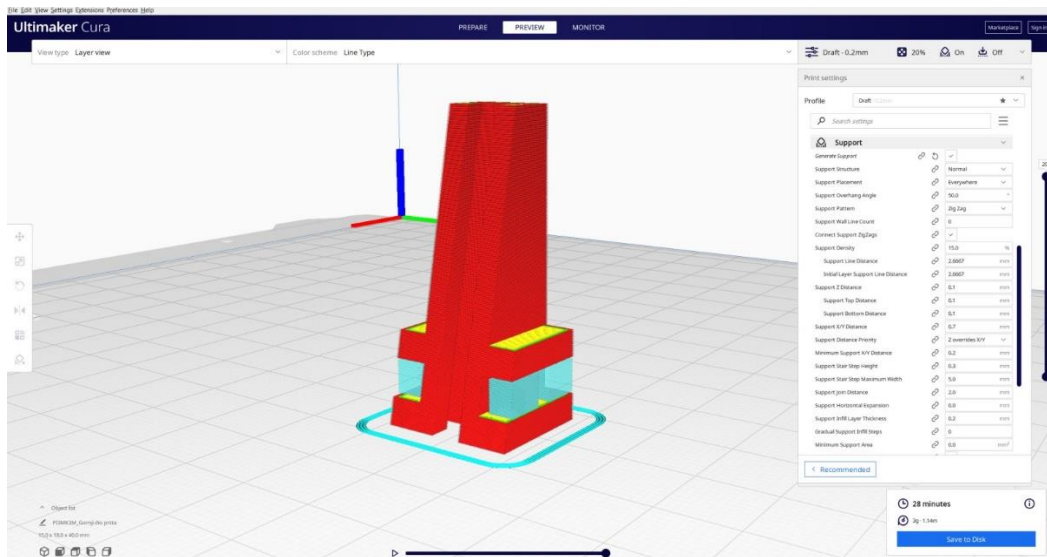 File Edit View Settings Extensions Preferences Help
Ultimaker Cura
PREPARE PREVIEW MONITOR
Marketplace Sign in
View type Layer view
Color scheme Line Type
Draft - 0.2mm 20% On Off
Print settings
Profile Draft 0.2mm
Search settings
Support
Generate Support
Support Structure Normal
Support Placement Everywhere
Support Overhang Angle 50.0 °
Support Pattern Zig Zag
Support Wall Line Count 0
Connect Support ZigZags
Support Density 15.0 %
Support Line Distance 2.6667 mm
Initial Layer Support Line Distance 2.6667 mm
Support Z Distance 0.1 mm
Support Top Distance 0.1 mm
Support Bottom Distance 0.1 mm
Support X/Y Distance 0.7 mm
Support Distance Priority Z overrides X/Y
Minimum Support X/Y Distance 0.2 mm
Support Stair Step Height 0.3 mm
Support Stair Step Maximum Width 5.0 mm
Support Join Distance 2.0 mm
Support Horizontal Expansion 0.0 mm
Support Infill Layer Thickness 0.2 mm
Gradual Support Infill Steps 0
Minimum Support Area 0.0 mm²
Recommended
Object list
28 minutes
3g · 1.14m
Save to Disk